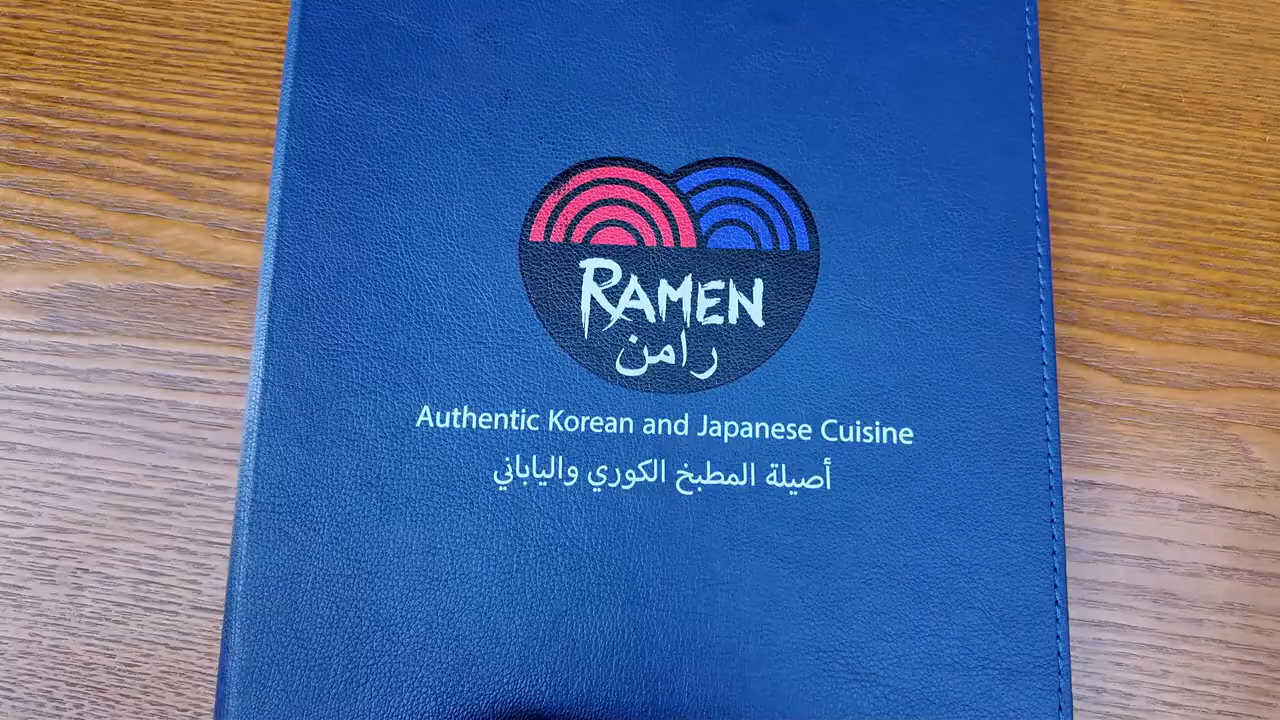 RAMEN
رامن
Authentic Korean and Japanese Cuisine
أصيلة المطبخ الكوري والياباني